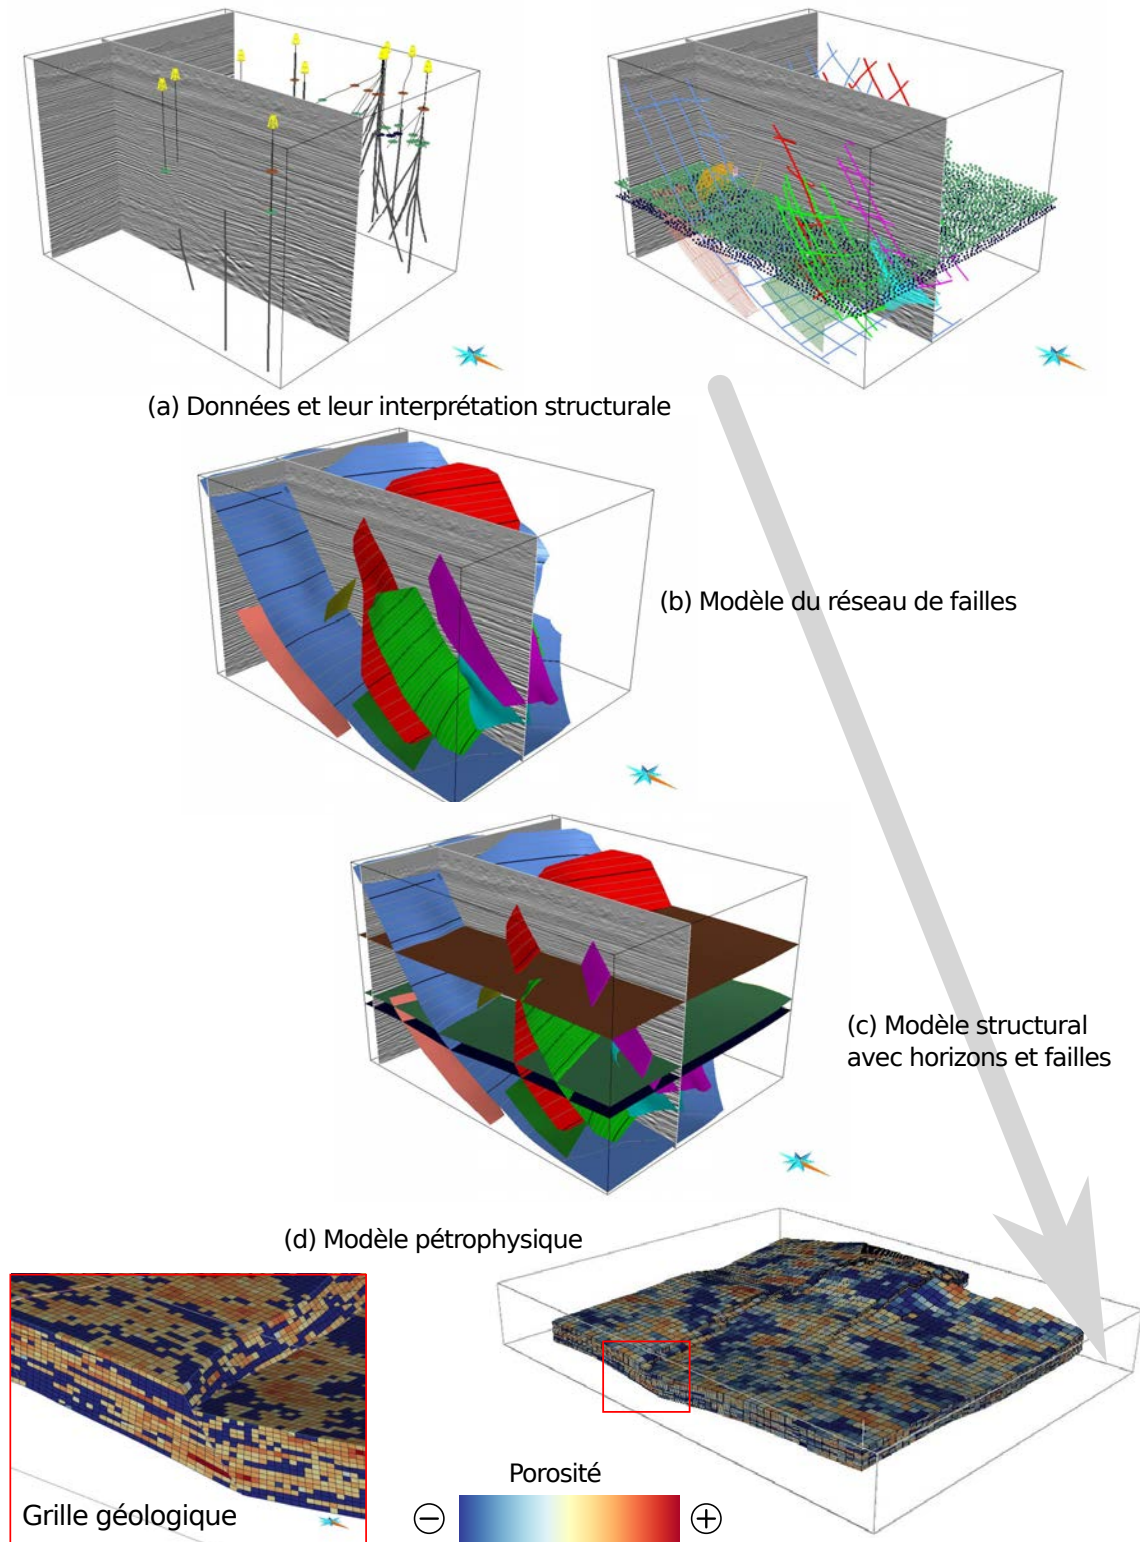 (a) Données et leur interprétation structurale
(b) Modèle du réseau de failles
(c) Modèle structural
avec horizons et failles
(d) Modèle pétrophysique
Grille géologique
Porosité
− +